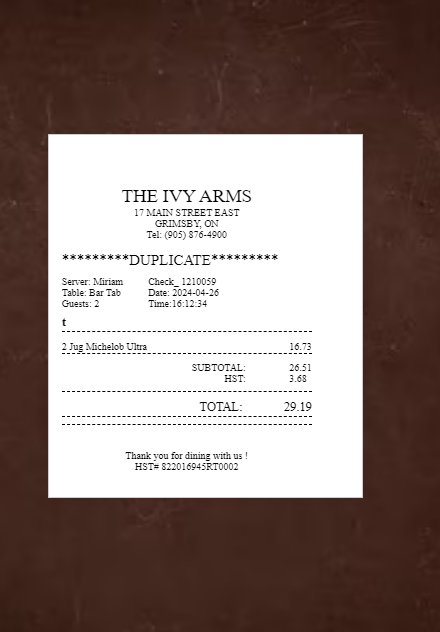 THE IVY ARMS
17 MAIN STREET EAST
GRIMSBY, ON
Tel: (905) 876-4900
*********DUPLICATE*********
Server: Miriam Check_ 1210059
Table: Bar Tab Date: 2024-04-26
Guests: 2 Time:16:12:34
t
2 Jug Michelob Ultra 16.73
SUBTOTAL: 26.51
HST: 3.68
TOTAL: 29.19
Thank you for dining with us !
HST# 822016945RT0002